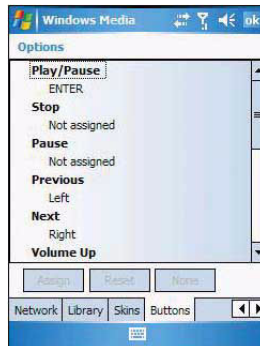 Windows Media
ok
Options
Play/Pause
ENTER
Stop
Not assigned
Pause
Not assigned
Previous
Left
Next
Right
Volume Up
Assign Reset None
Network Library Skins Buttons